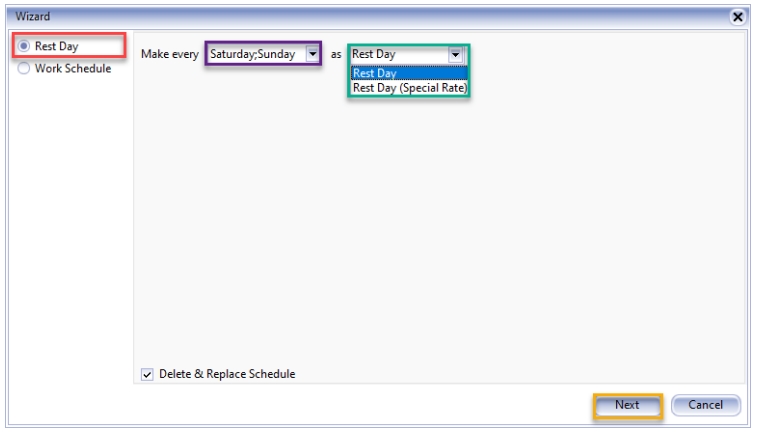 Wizard
Rest Day
Work Schedule
Make every Saturday;Sunday as Rest Day
Rest Day
Rest Day (Special Rate)
Delete & Replace Schedule
Next Cancel